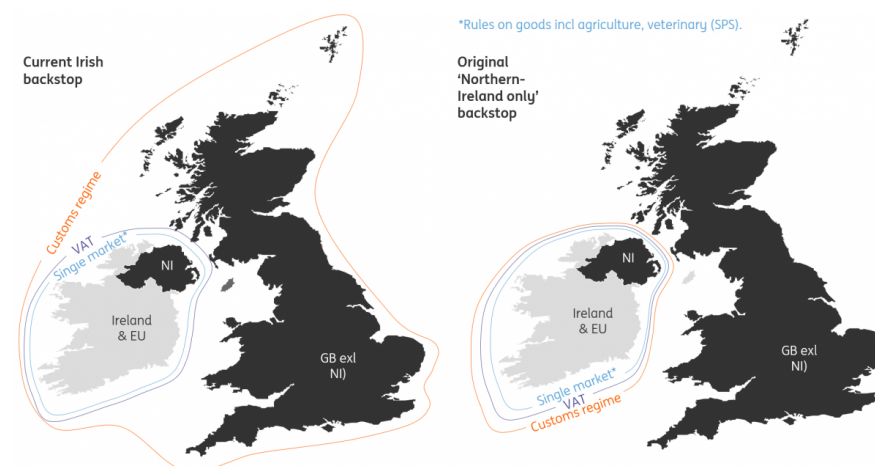 *Rules on goods incl agriculture, veterinary (SPS).
Current Irish
backstop
Customs regime
VAT
Single market*
NI
Ireland
& EU
GB exl
NI)
Original
‘Northern-
Ireland only’
backstop
NI
Ireland
& EU
GB exl
NI)
Single market*
VAT
Customs regime